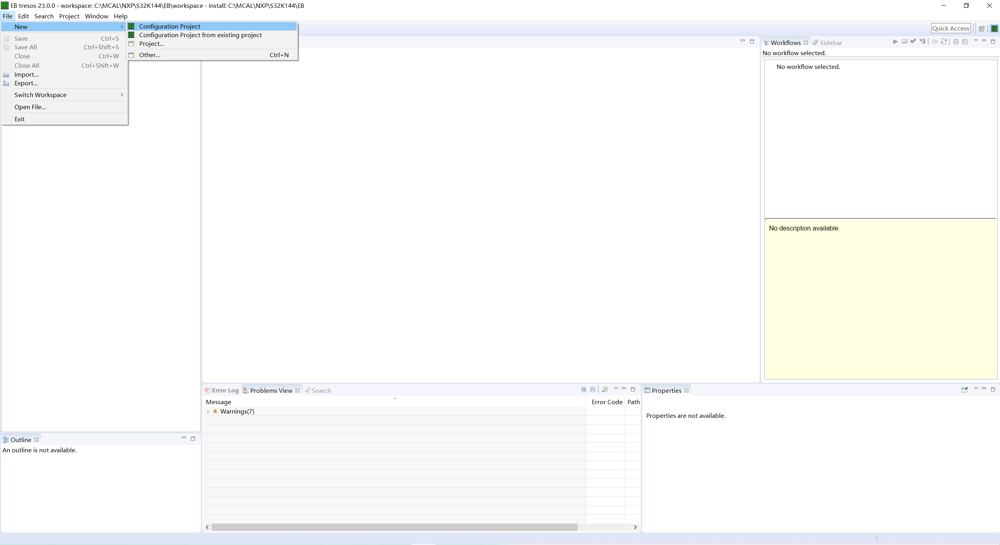 EB tresos 23.0.0 - workspace: C:\MCAL\NXP\S32K144\EB\workspace - install: C:\MCAL\NXP\S32K144\EB
File Edit Search Project Window Help
New
Save Ctrl+S
Save All Ctrl+Shift+S
Close Ctrl+W
Close All Ctrl+Shift+W
Import...
Export...
Switch Workspace
Open File...
Exit
Configuration Project
Configuration Project from existing project
Project...
Other... Ctrl+N
Quick Access
Workflows Sidebar
No workflow selected.
No workflow selected.
No description available.
Error Log Problems View Search
Message Error Code Path
Warnings(7)
Properties
Properties are not available.
Outline
An outline is not available.